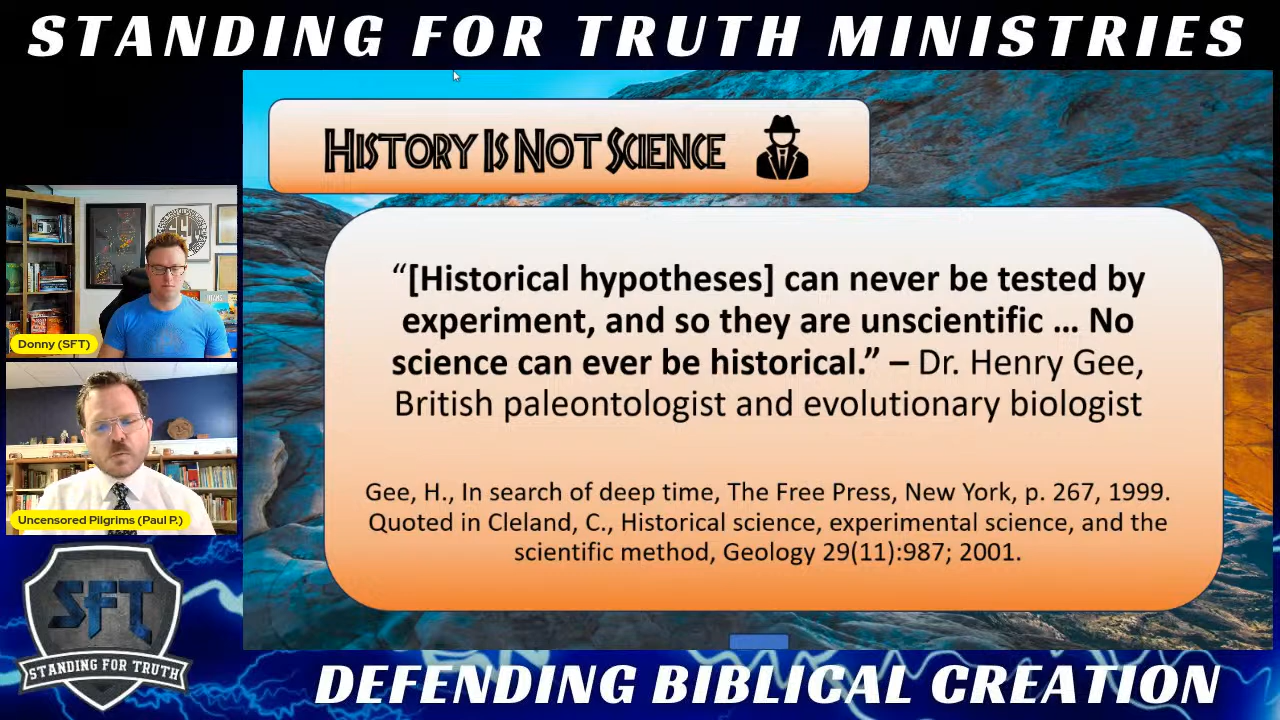 STANDING FOR TRUTH MINISTRIES
HISTORY IS NOT SCIENCE
“[Historical hypotheses] can never be tested by
experiment, and so they are unscientific … No
science can ever be historical.” – Dr. Henry Gee,
British paleontologist and evolutionary biologist
Gee, H., In search of deep time, The Free Press, New York, p. 267, 1999.
Quoted in Cleland, C., Historical science, experimental science, and the
scientific method, Geology 29(11):987; 2001.
Donny (SFT)
Uncensored Pilgrims (Paul P.)
SFT
STANDING FOR TRUTH
DEFENDING BIBLICAL CREATION